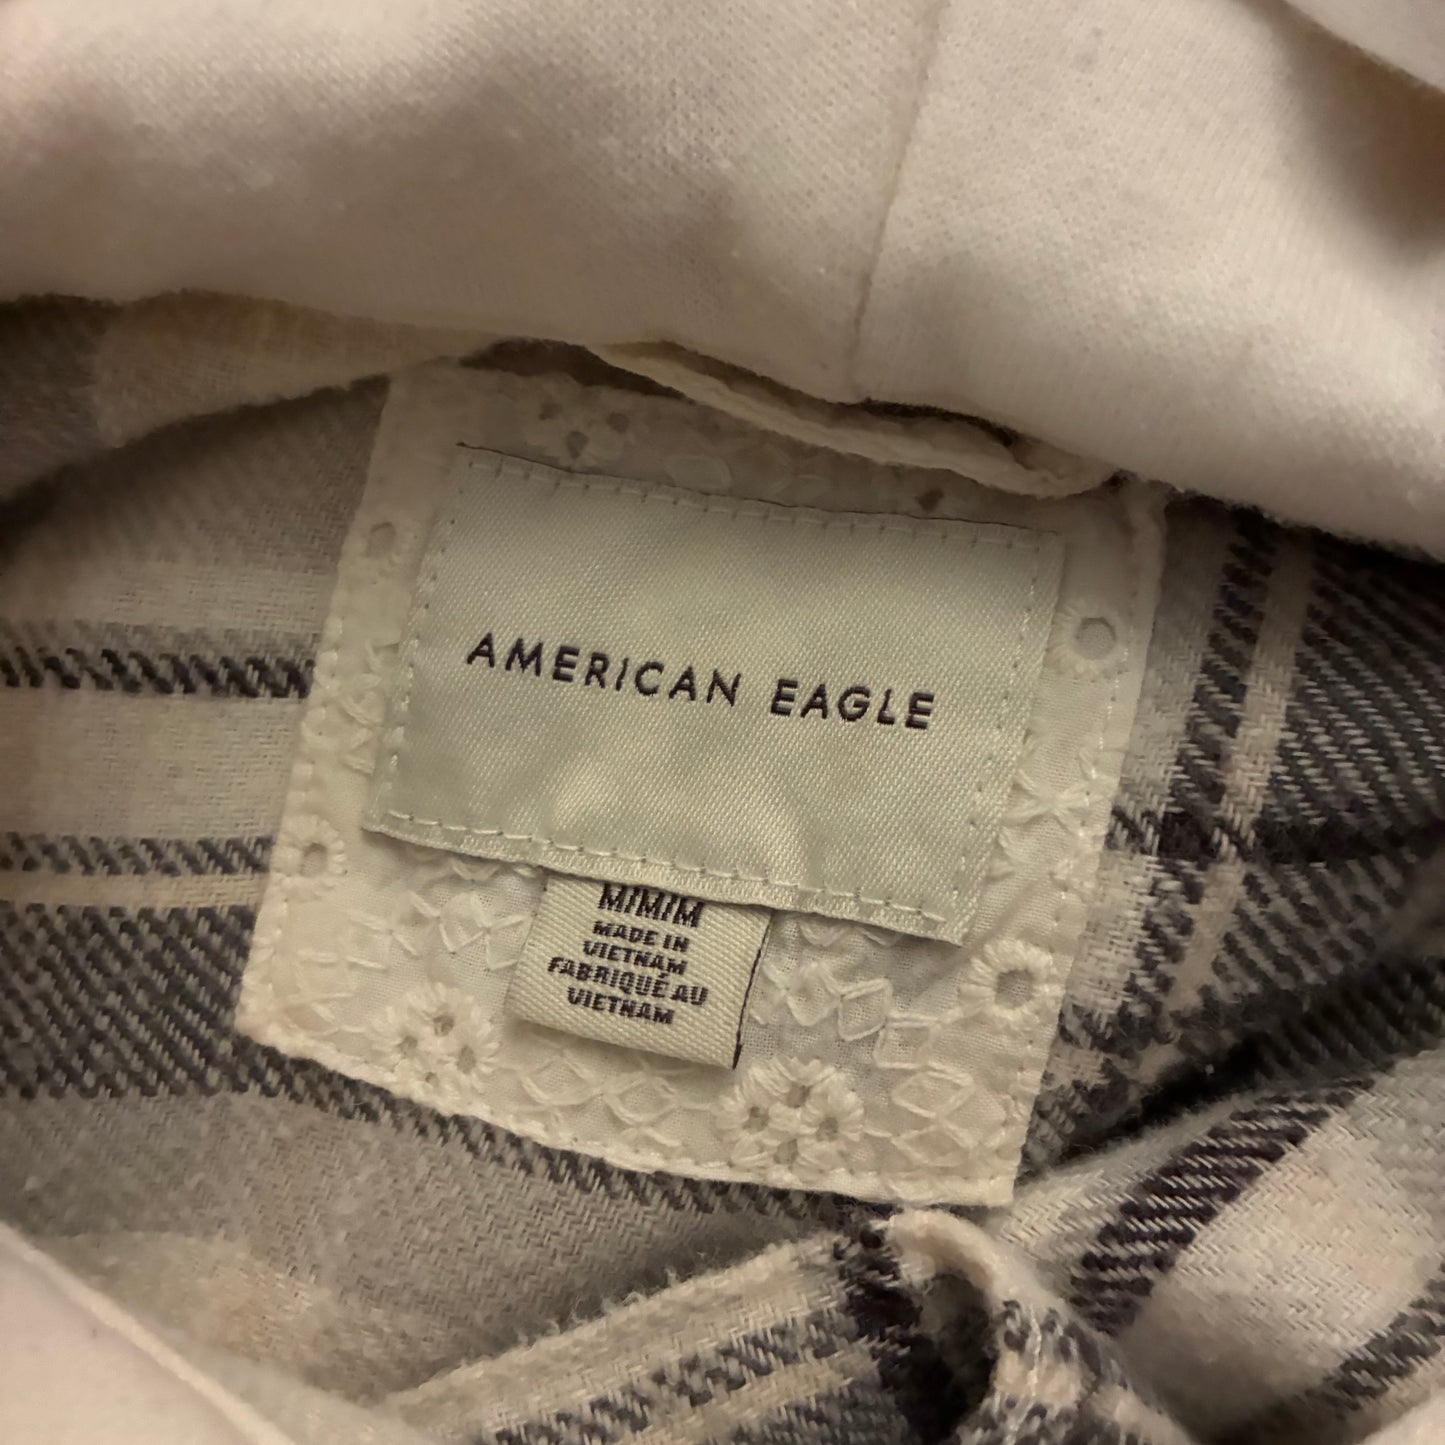 AMERICAN EAGLE
M/M/M
MADE IN
VIETNAM
FABRIQUÉ AU
VIETNAM